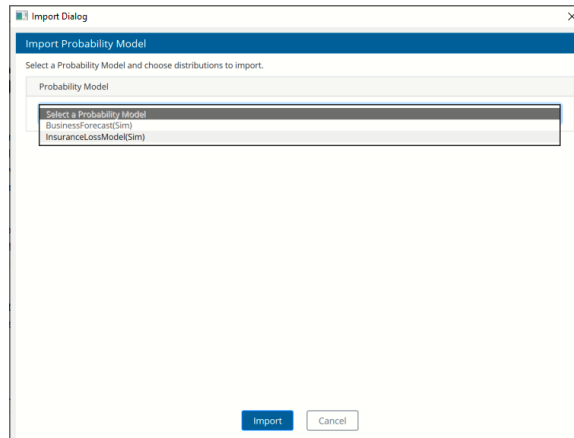 Import Dialog
Import Probability Model
Select a Probability Model and choose distributions to import.
Probability Model
Select a Probability Model
BusinessForecast(Sim)
InsuranceLossModel(Sim)
Import
Cancel